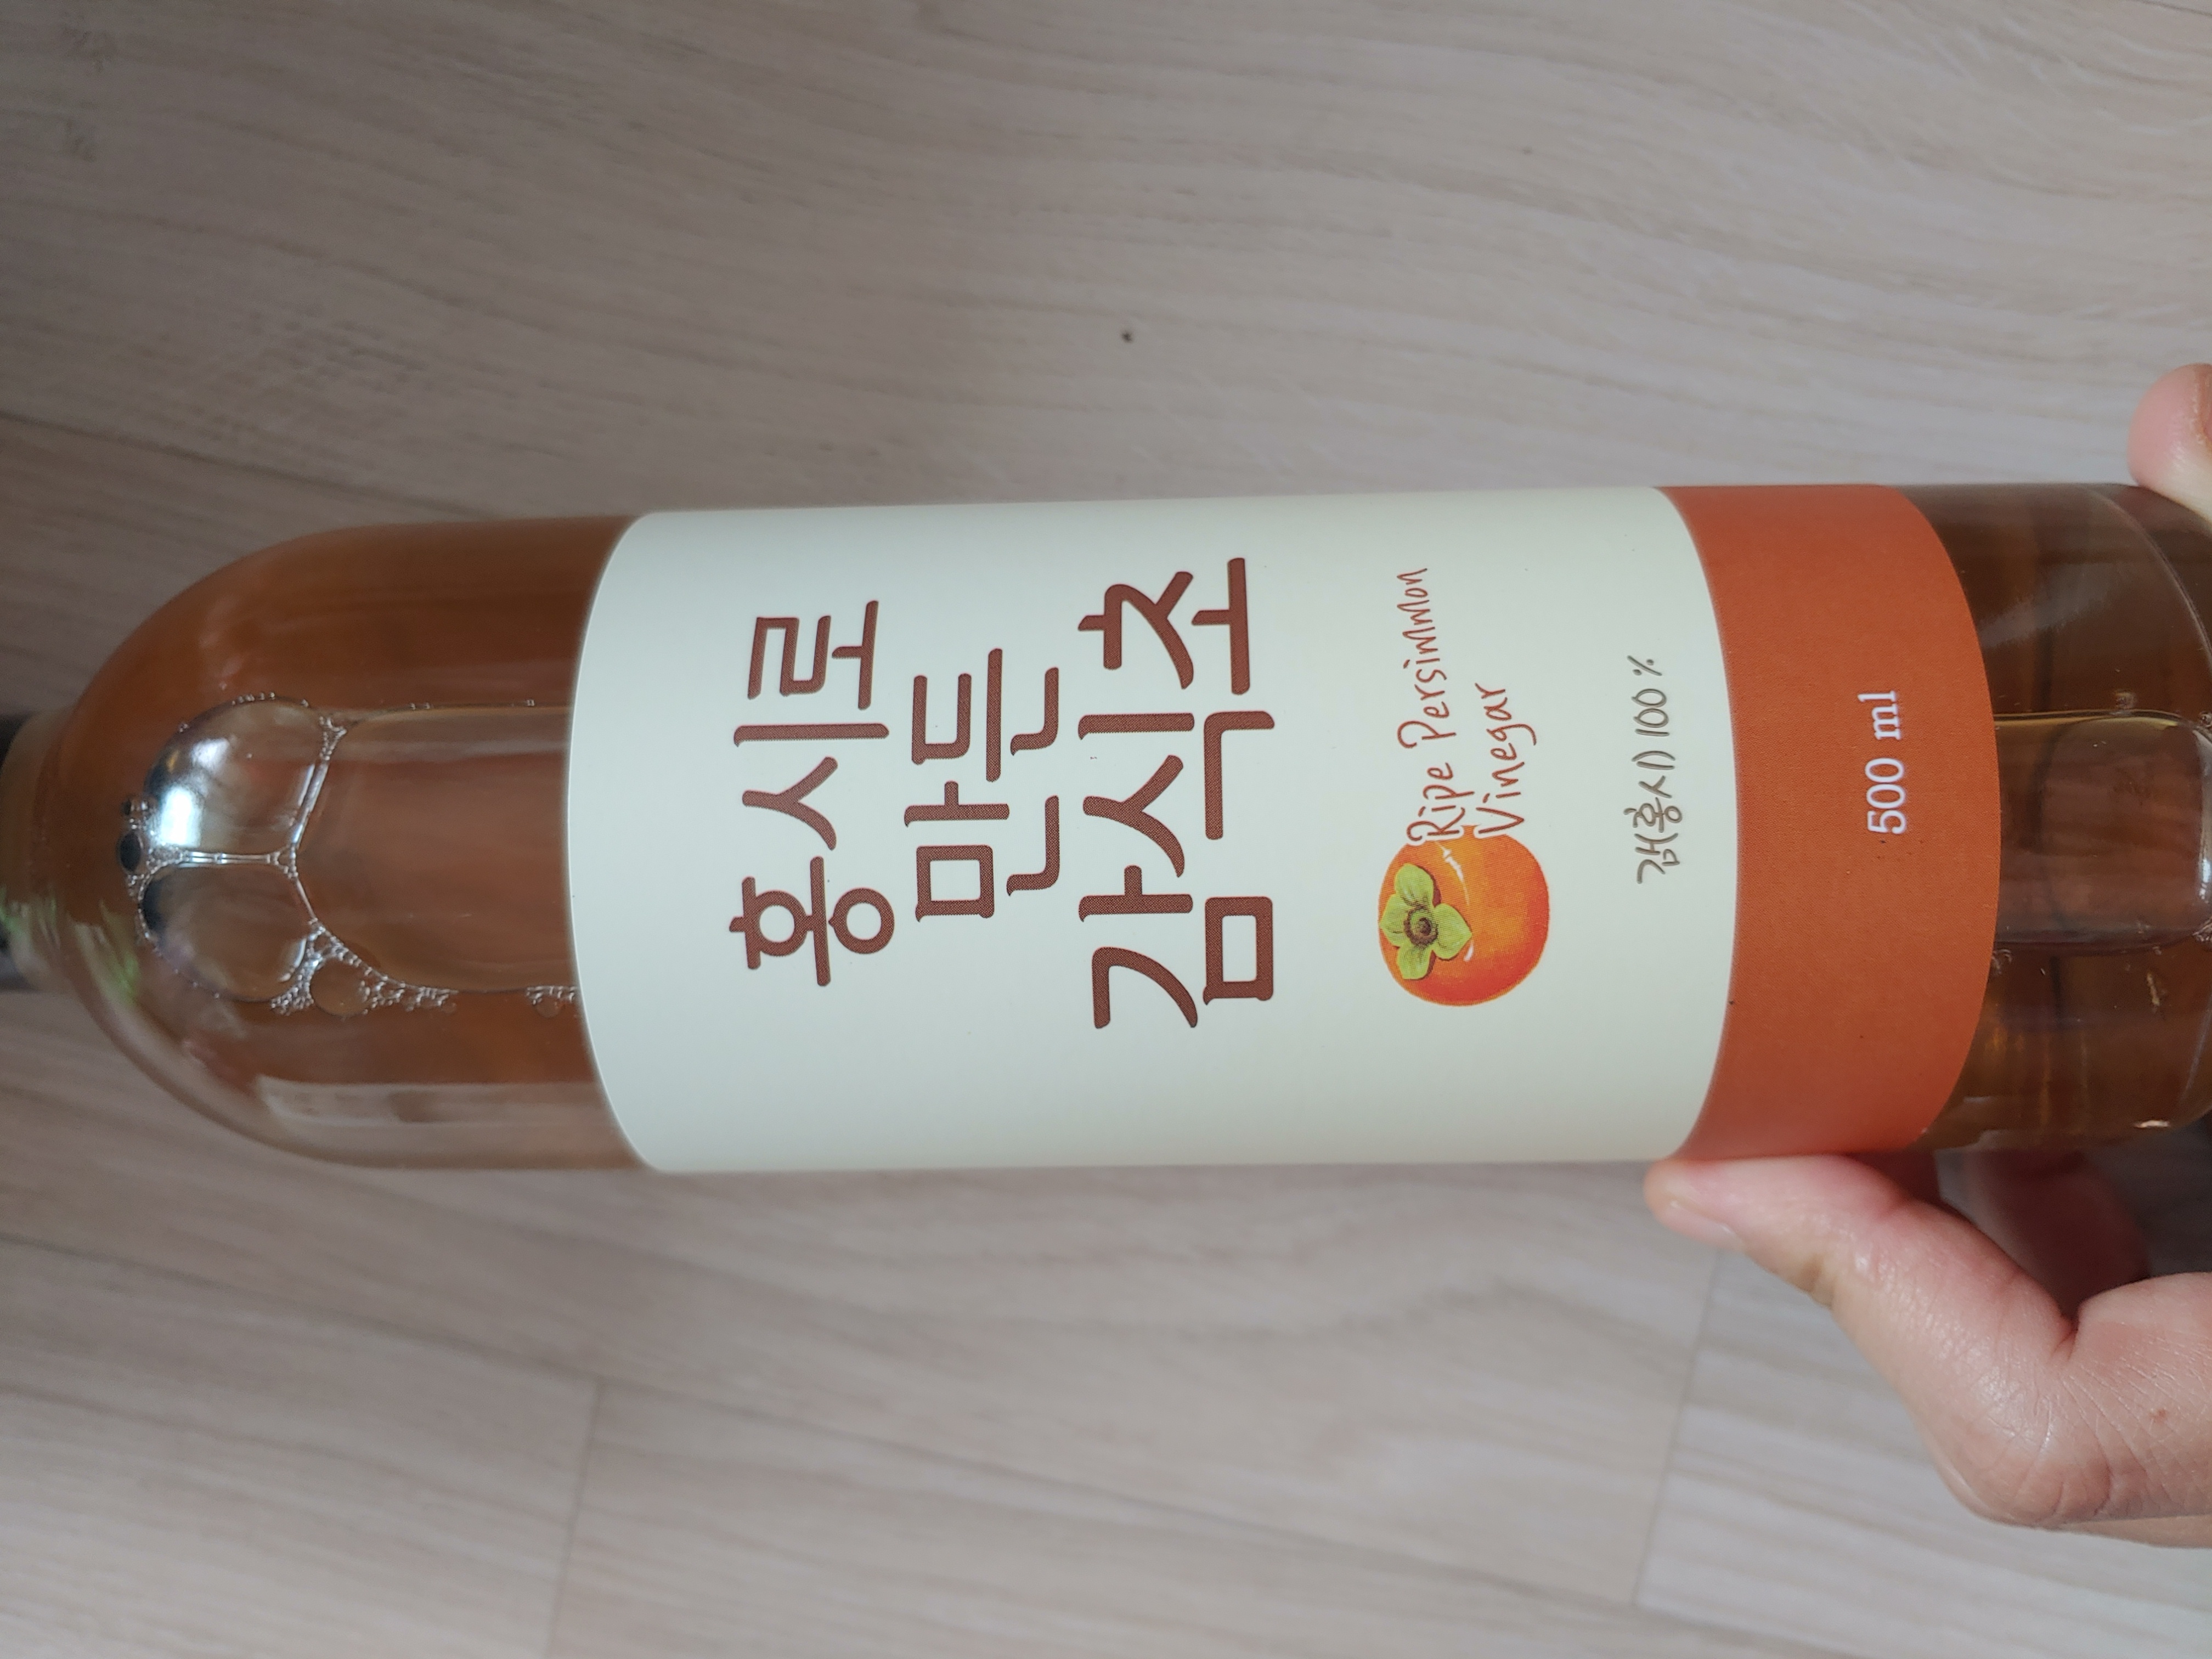 홍시로
만든
감식초
Ripe Persimmon
Vinegar
감(홍시) 100%
500 ml